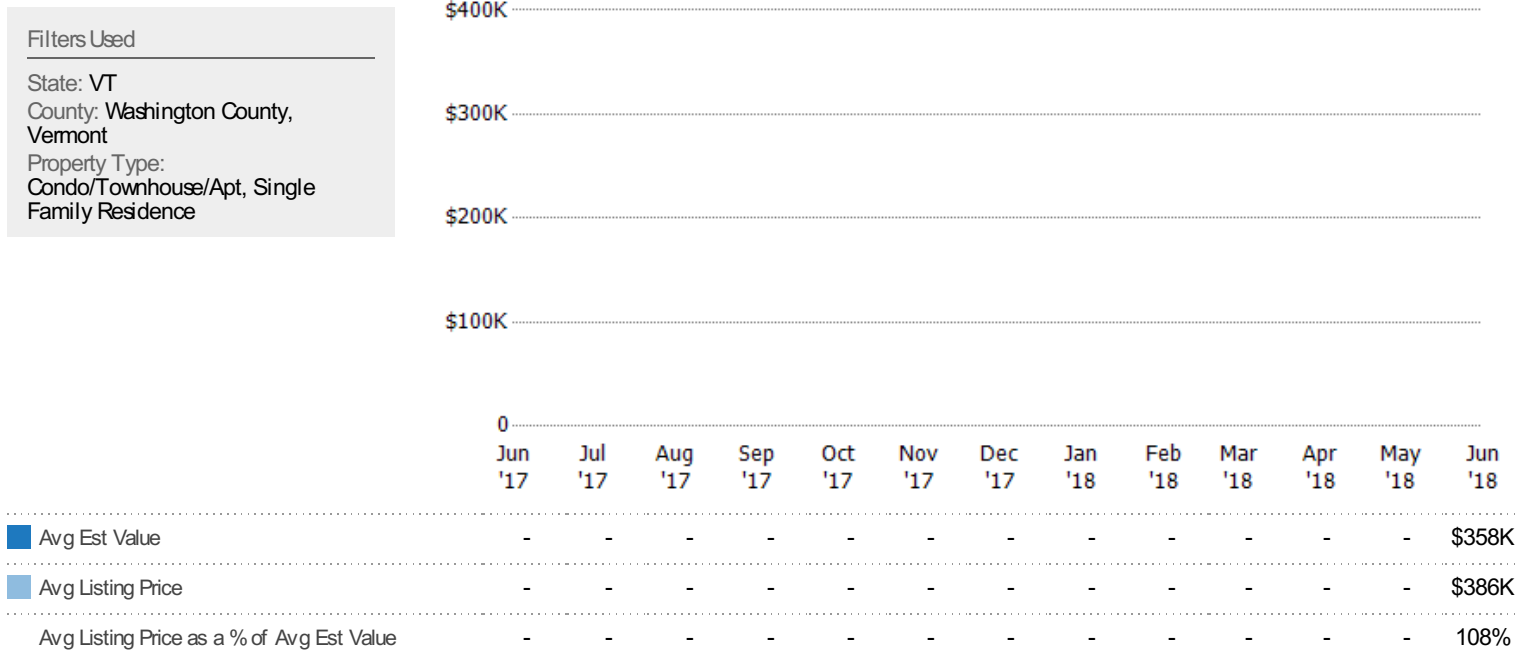 Filters Used
State: VT
County: Washington County,
Vermont
Property Type:
Condo/Townhouse/Apt, Single
Family Residence
$400K
$300K
$200K
$100K
0
Jun Jul Aug Sep Oct Nov Dec Jan Feb Mar Apr May Jun
'17 '17 '17 '17 '17 '17 '17 '18 '18 '18 '18 '18 '18
Avg Est Value - - - - - - - - - - - - $358K
Avg Listing Price - - - - - - - - - - - - $386K
Avg Listing Price as a % of Avg Est Value - - - - - - - - - - - - 108%